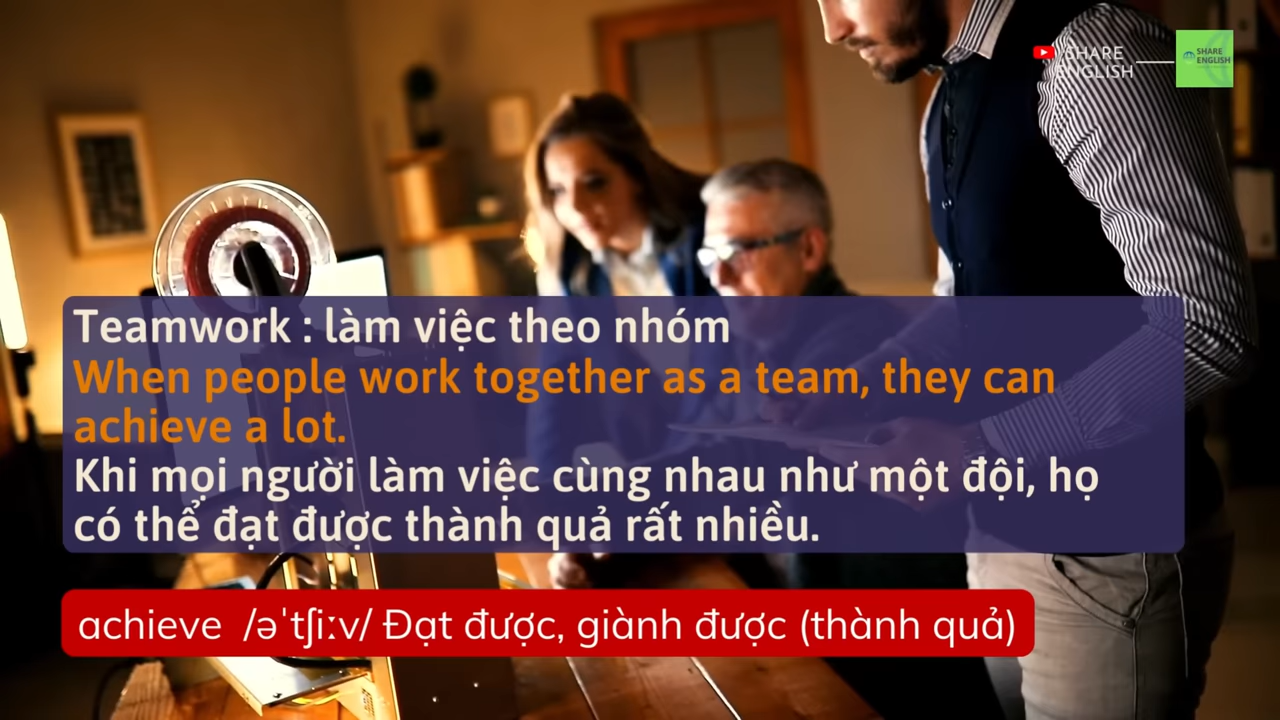 SHARE
ENGLISH
SHARE
ENGLISH
Teamwork : làm việc theo nhóm
When people work together as a team, they can
achieve a lot.
Khi mọi người làm việc cùng nhau như một đội, họ
có thể đạt được thành quả rất nhiều.
achieve /əˈtʃiːv/ Đạt được, giành được (thành quả)